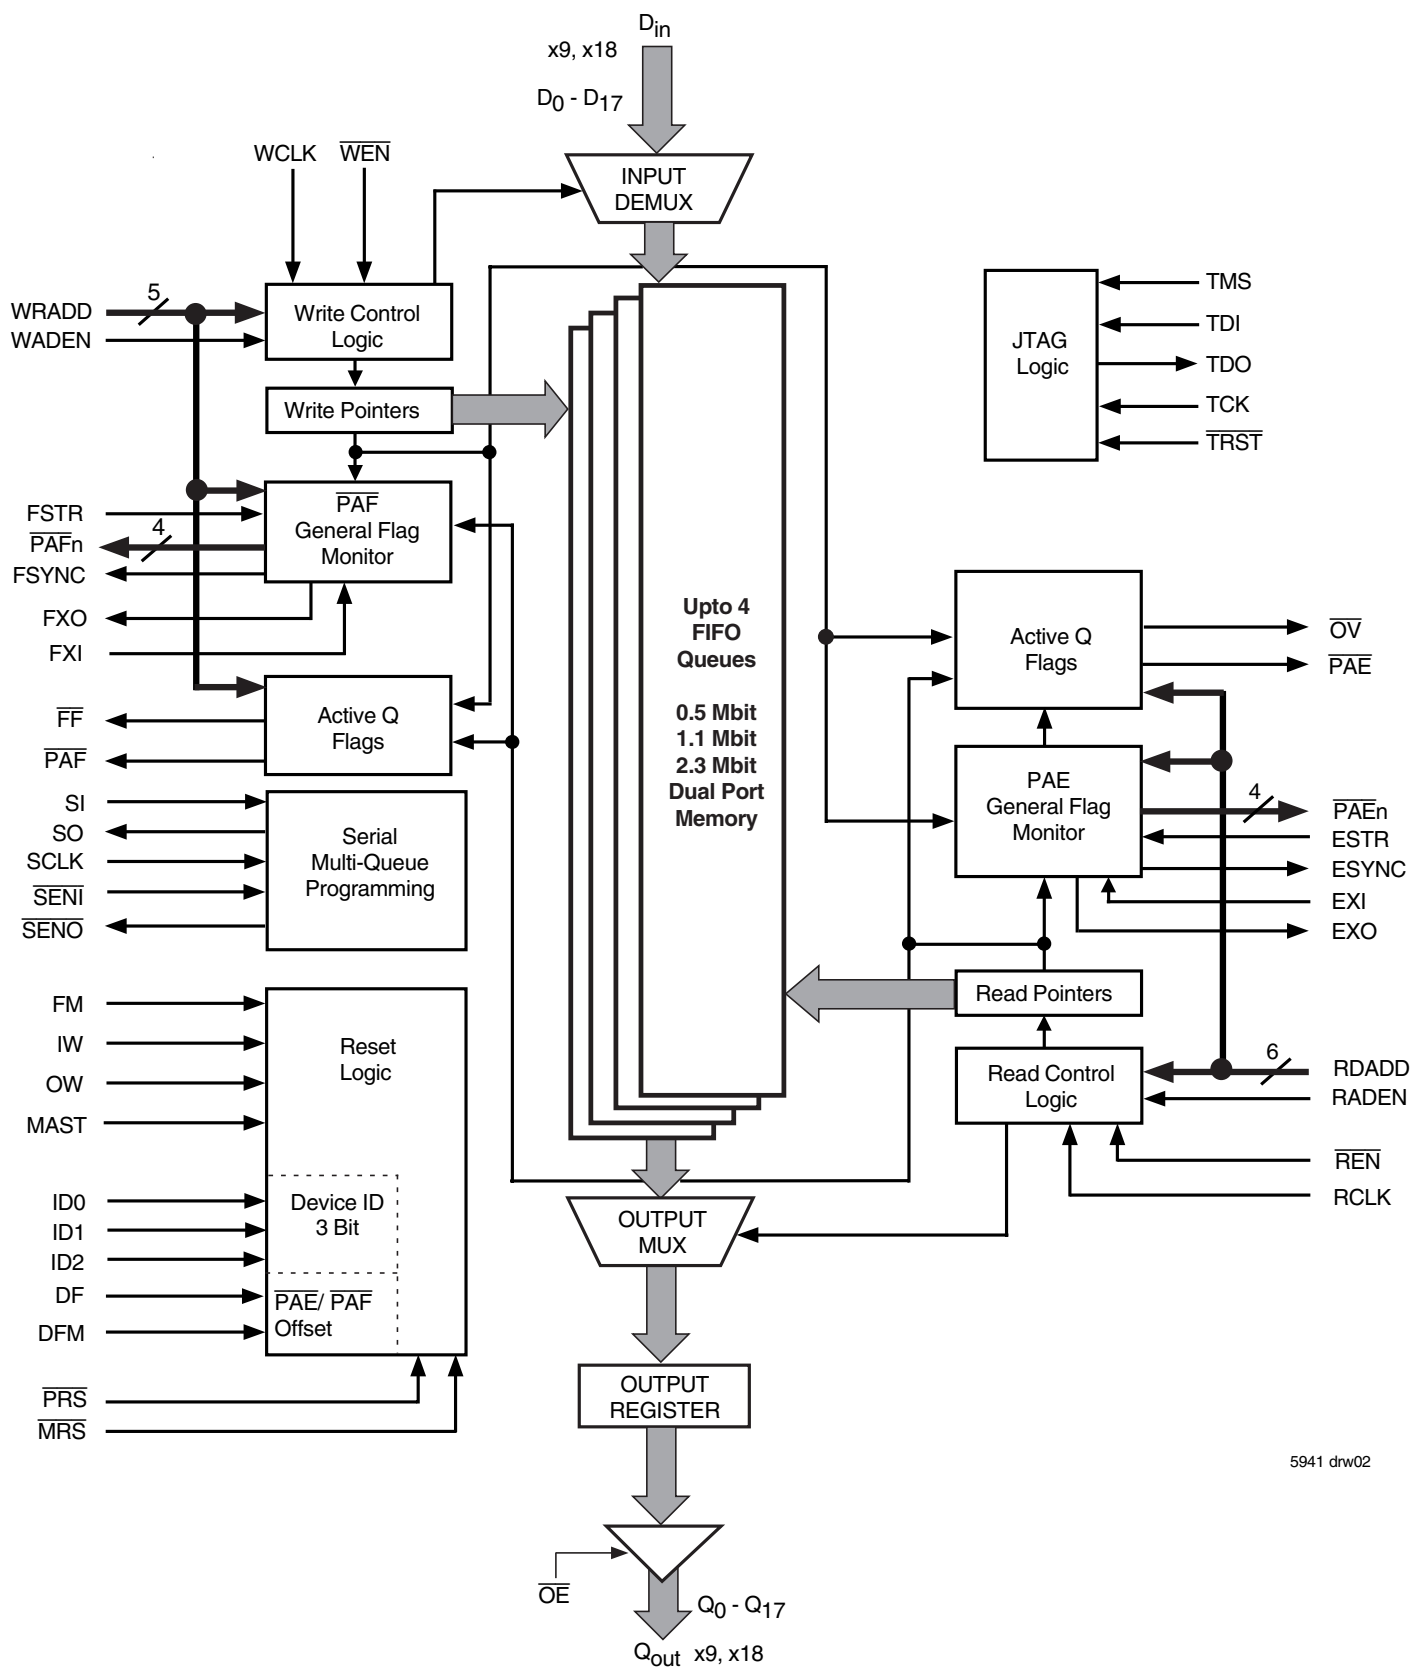 Din
x9, x18
D0 - D17
WCLK
WEN
INPUT
DEMUX
WRADD
5
WADEN
Write Control
Logic
Write Pointers
FSTR
PAFn
4
FSYNC
FXO
FXI
PAF
General Flag
Monitor
FF
PAF
Active Q
Flags
SI
SO
SCLK
SENI
SENO
Serial
Multi-Queue
Programming
FM
IW
OW
MAST
ID0
ID1
ID2
DF
DFM
Reset
Logic
Device ID
3 Bit
PAE/ PAF
Offset
PRS
MRS
Upto 4
FIFO
Queues
0.5 Mbit
1.1 Mbit
2.3 Mbit
Dual Port
Memory
JTAG
Logic
TMS
TDI
TDO
TCK
TRST
Active Q
Flags
OV
PAE
PAE
General Flag
Monitor
4
PAEn
ESTR
ESYNC
EXI
EXO
Read Pointers
Read Control
Logic
6
RDADD
RADEN
REN
RCLK
OUTPUT
MUX
OUTPUT
REGISTER
OE
Q0 - Q17
Qout x9, x18
5941 drw02